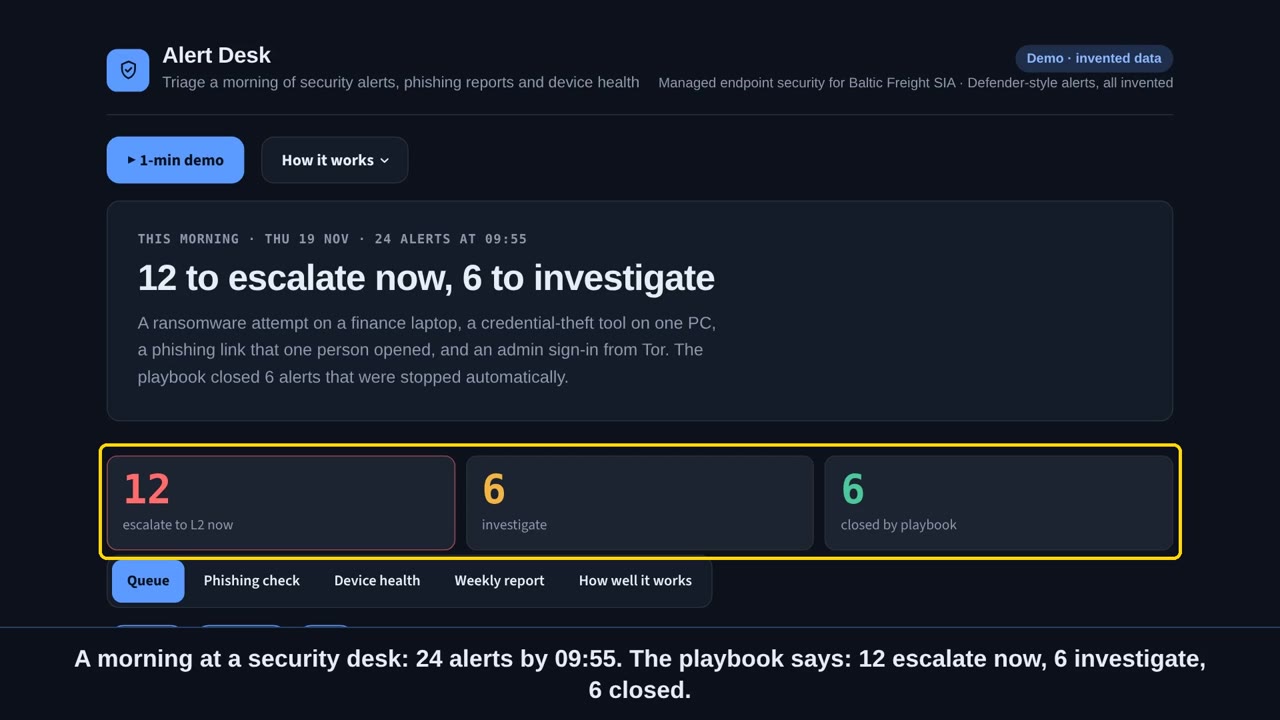 Alert Desk
Triage a morning of security alerts, phishing reports and device health
Demo · invented data
Managed endpoint security for Baltic Freight SIA · Defender-style alerts, all invented
▸ 1-min demo
How it works
THIS MORNING · THU 19 NOV · 24 ALERTS AT 09:55
12 to escalate now, 6 to investigate
A ransomware attempt on a finance laptop, a credential-theft tool on one PC,
a phishing link that one person opened, and an admin sign-in from Tor. The
playbook closed 6 alerts that were stopped automatically.
12
escalate to L2 now
6
investigate
6
closed by playbook
Queue
Phishing check
Device health
Weekly report
How well it works
A morning at a security desk: 24 alerts by 09:55. The playbook says: 12 escalate now, 6 investigate,
6 closed.